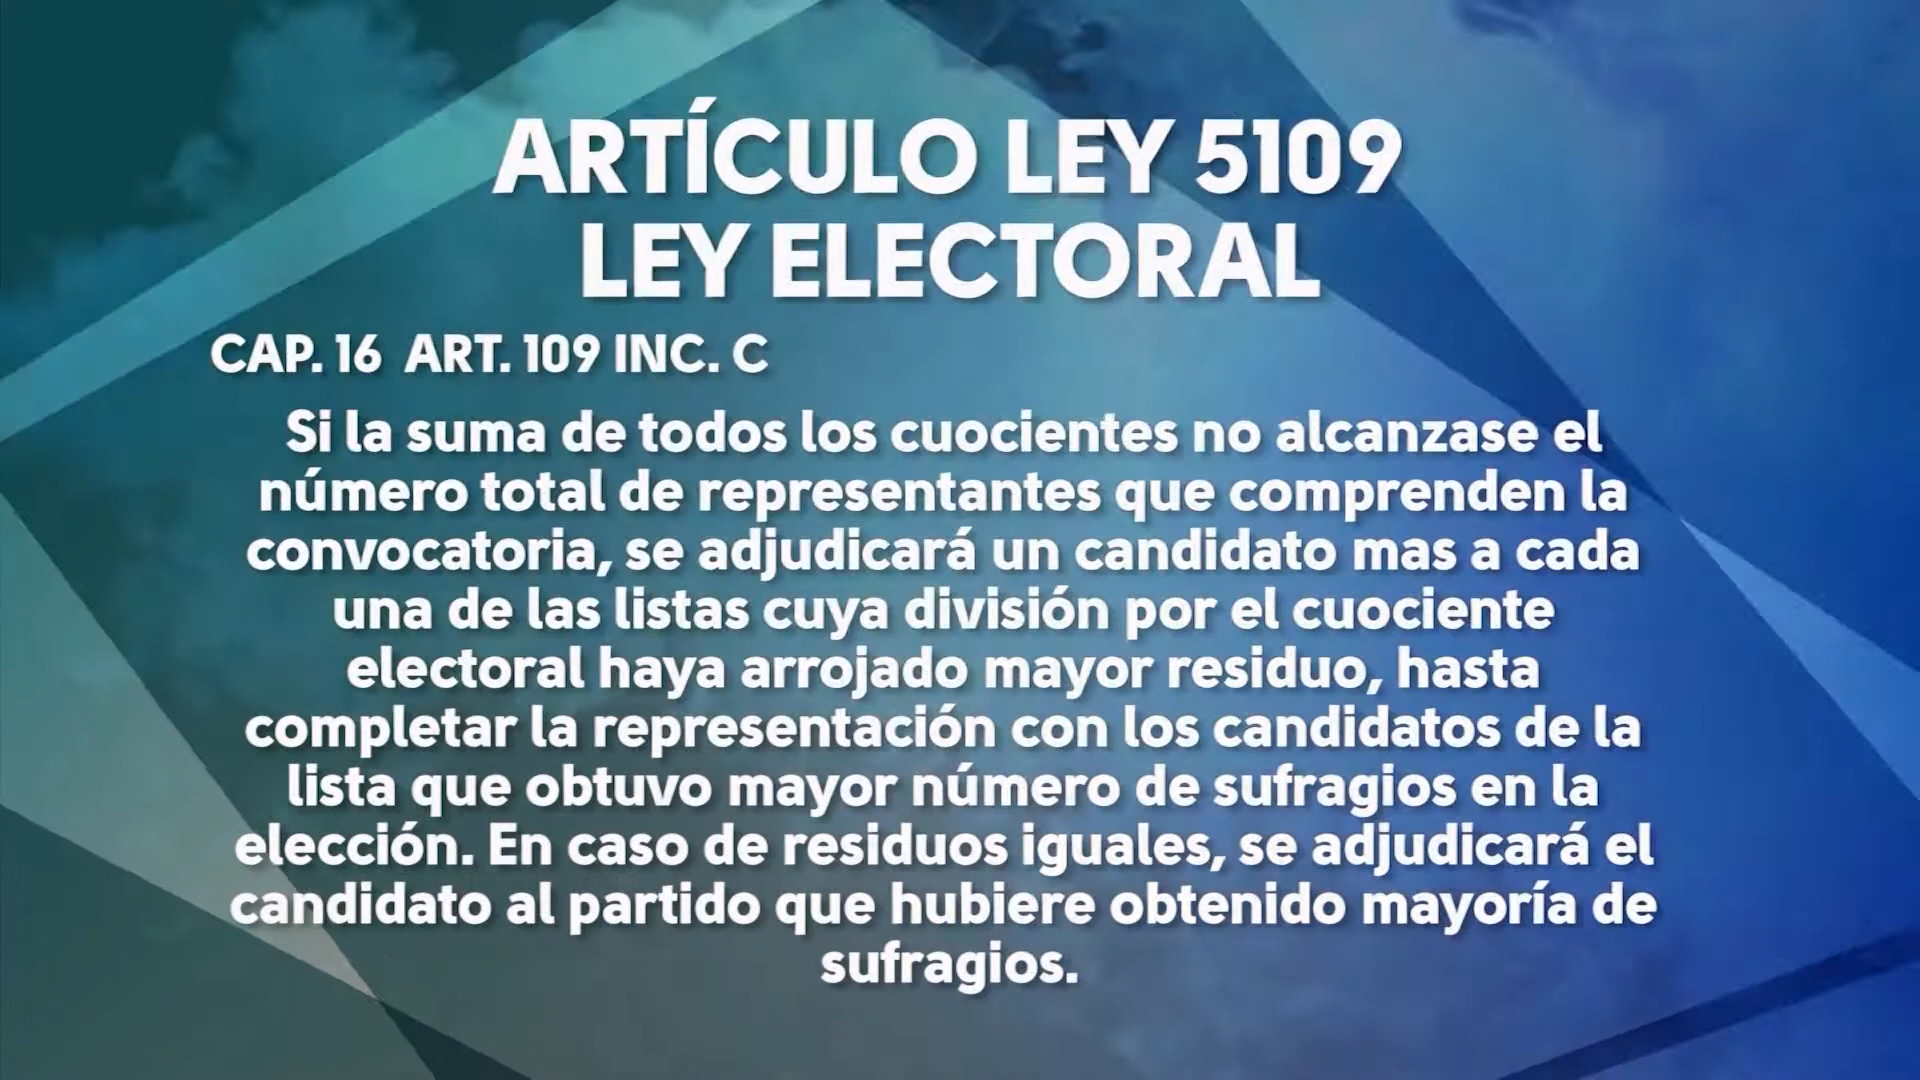 ARTÍCULO LEY 5109
LEY ELECTORAL
CAP. 16 ART. 109 INC. C
Si la suma de todos los cuocientes no alcanzase el
número total de representantes que comprenden la
convocatoria, se adjudicará un candidato mas a cada
una de las listas cuya división por el cuociente
electoral haya arrojado mayor residuo, hasta
completar la representación con los candidatos de la
lista que obtuvo mayor número de sufragios en la
elección. En caso de residuos iguales, se adjudicará el
candidato al partido que hubiere obtenido mayoría de
sufragios.